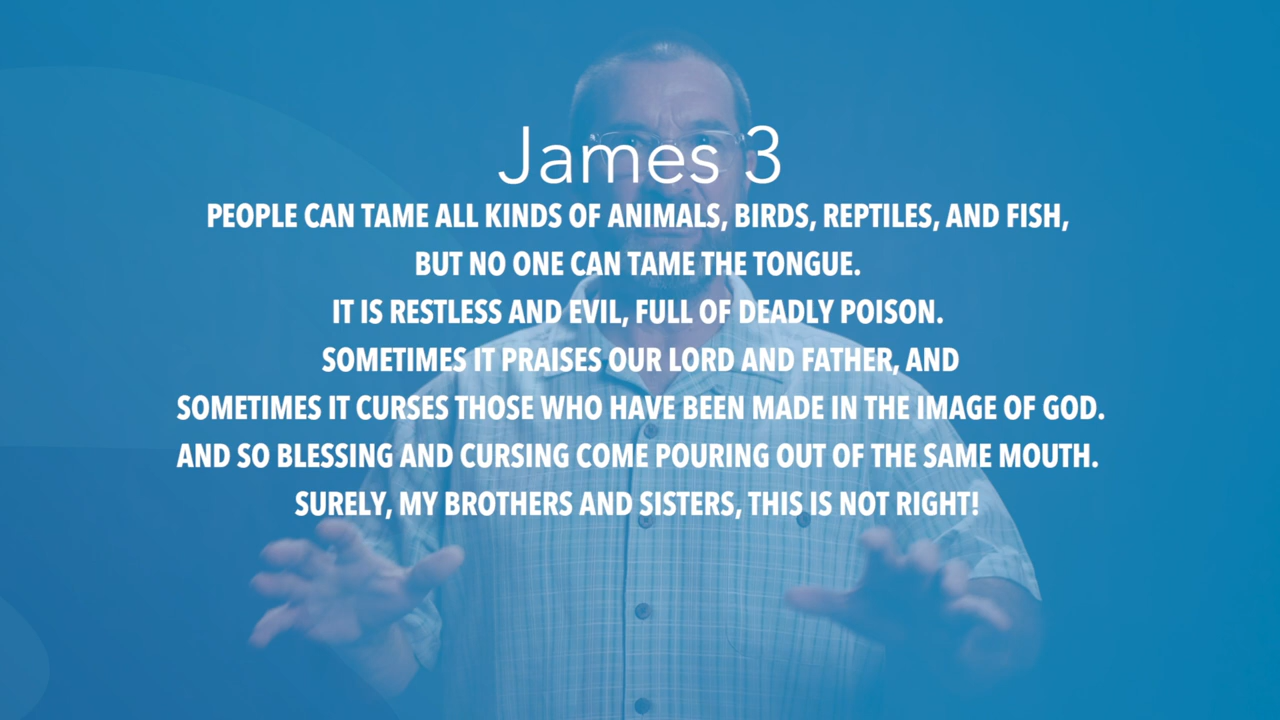 James 3
PEOPLE CAN TAME ALL KINDS OF ANIMALS, BIRDS, REPTILES, AND FISH,
BUT NO ONE CAN TAME THE TONGUE.
IT IS RESTLESS AND EVIL, FULL OF DEADLY POISON.
SOMETIMES IT PRAISES OUR LORD AND FATHER, AND
SOMETIMES IT CURSES THOSE WHO HAVE BEEN MADE IN THE IMAGE OF GOD.
AND SO BLESSING AND CURSING COME POURING OUT OF THE SAME MOUTH.
SURELY, MY BROTHERS AND SISTERS, THIS IS NOT RIGHT!